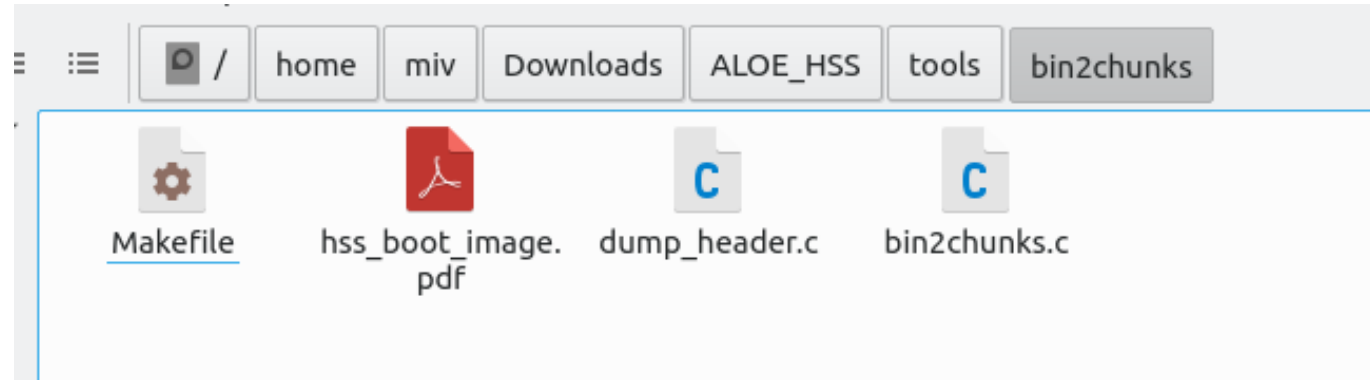 / home miv Downloads ALOE_HSS tools bin2chunks
Makefile hss_boot_image. dump_header.c bin2chunks.c
pdf